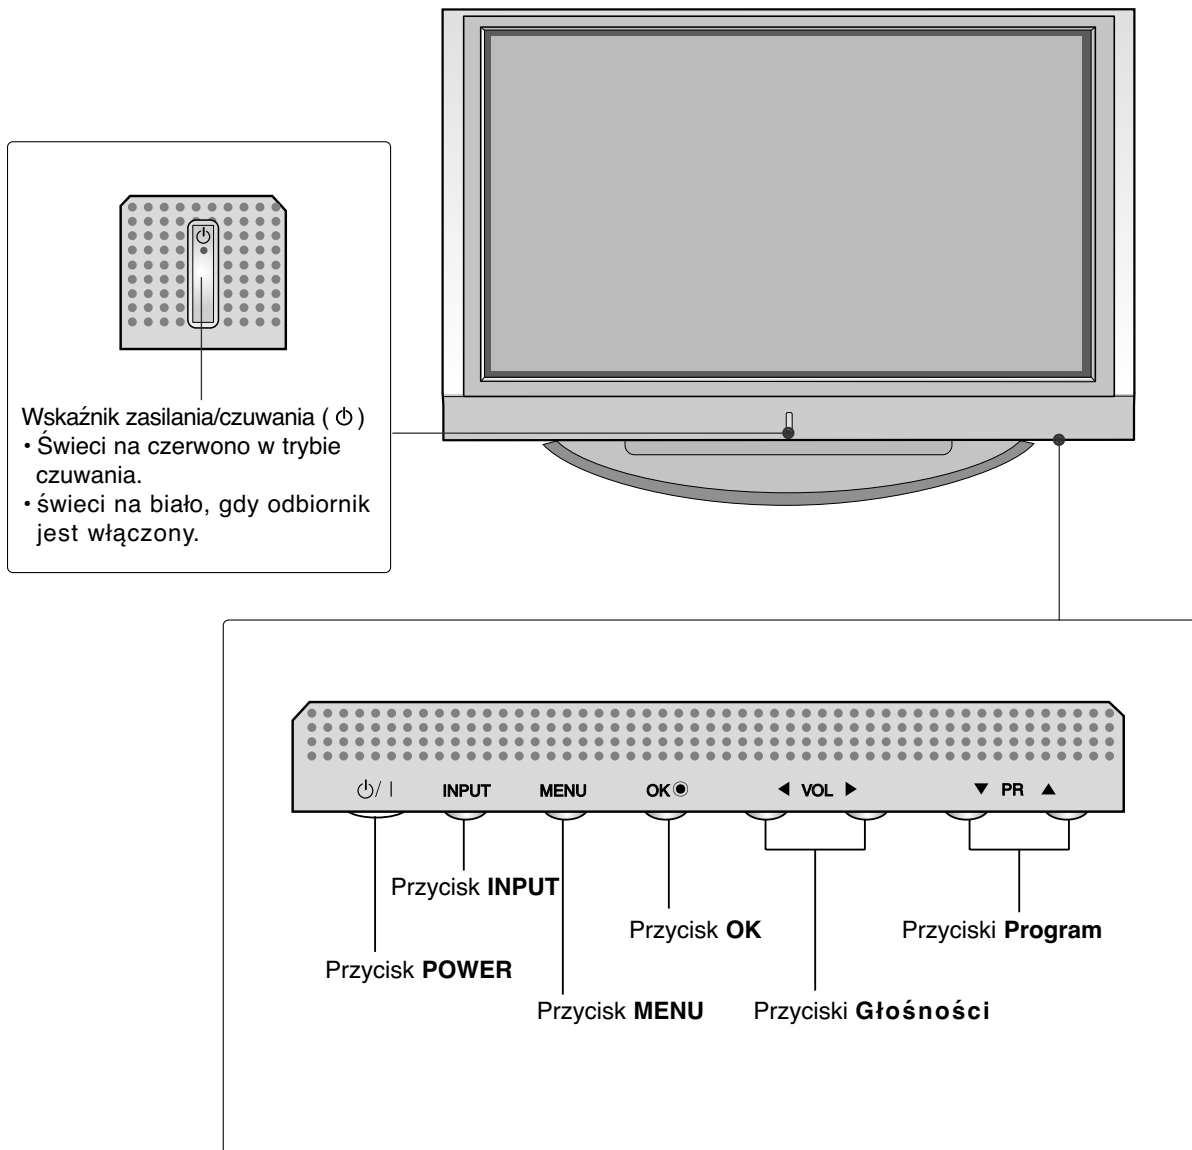 Wskaźnik zasilania/czuwania ( ⏻ )
• Świeci na czerwono w trybie
czuwania.
• świeci na biało, gdy odbiornik
jest włączony.
⏻/ I INPUT MENU OK◉ ◀ VOL ▶ ▼ PR ▲
Przycisk INPUT
Przycisk OK
Przyciski Program
Przycisk POWER
Przycisk MENU
Przyciski Głośności